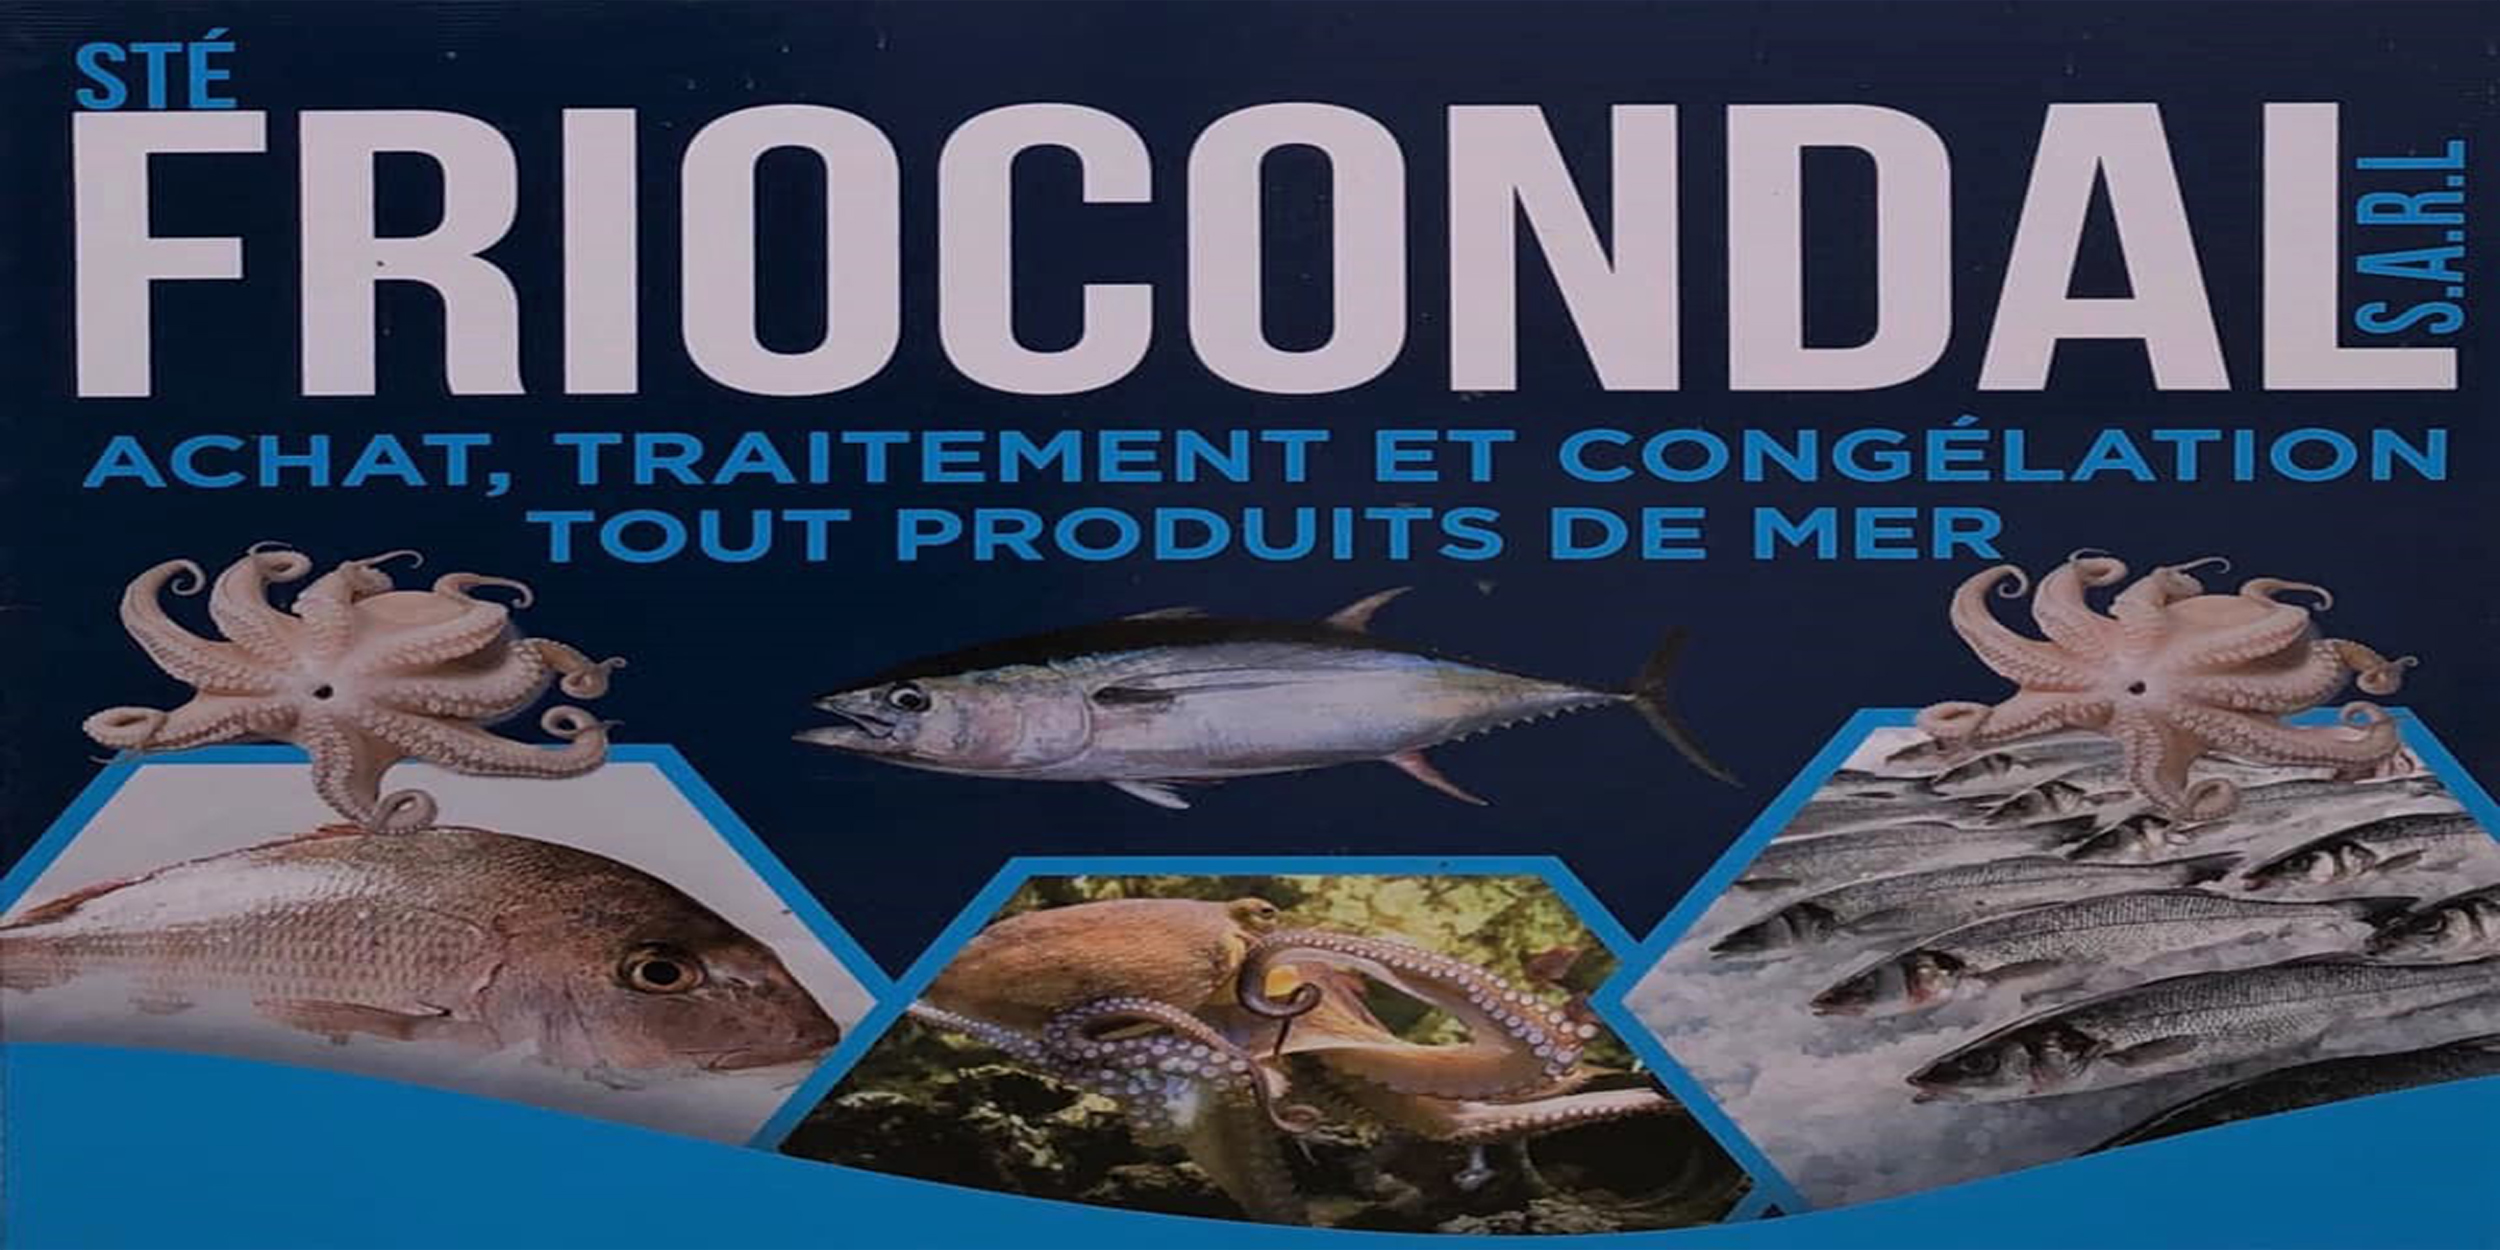 STÉ
FRIOCONDAL
S.A.R.L
ACHAT, TRAITEMENT ET CONGÉLATION
TOUT PRODUITS DE MER